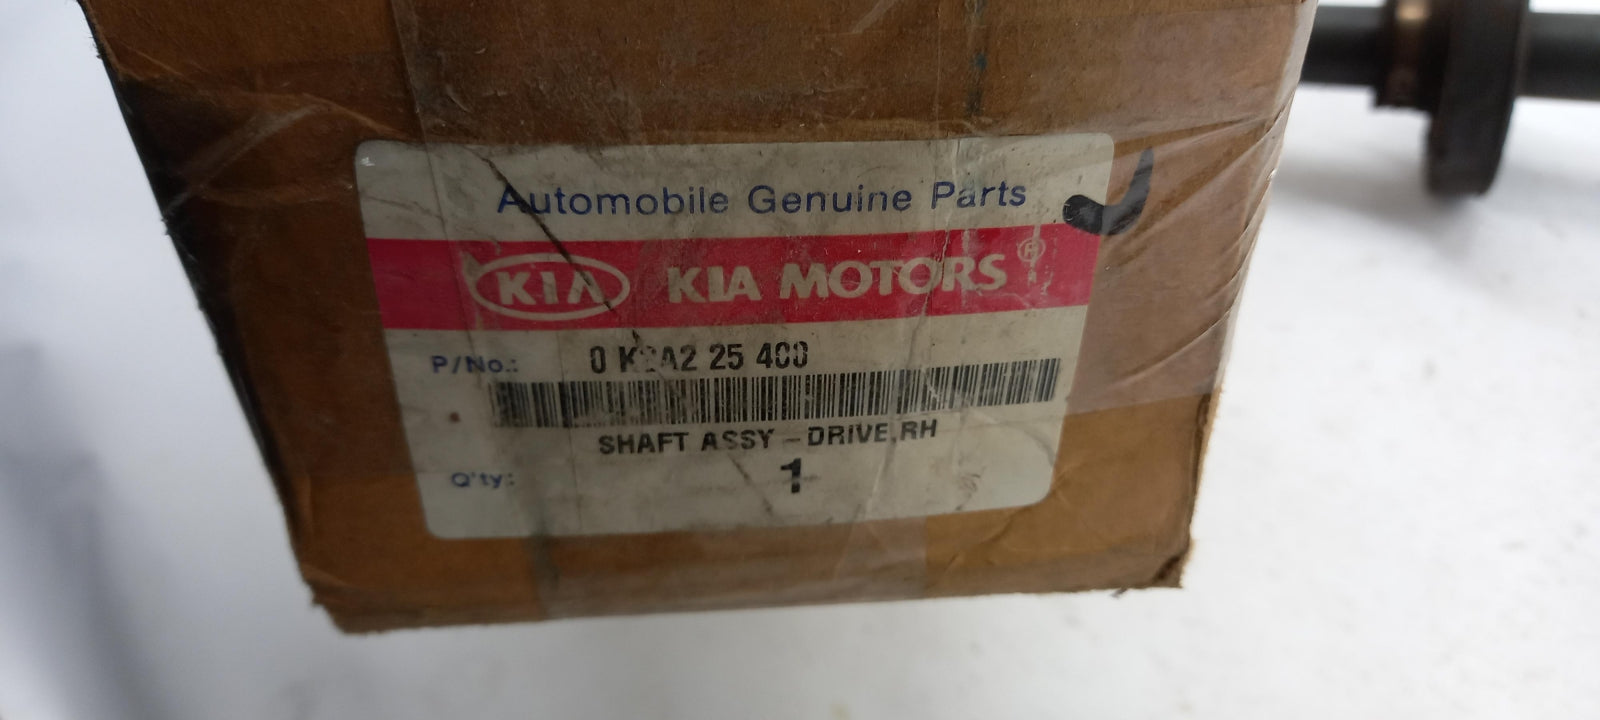 Automobile Genuine Parts
KIA KIA MOTORS ®
P/No.: 0 K2A2 25 400
SHAFT ASSY - DRIVE,RH
Q'ty: 1